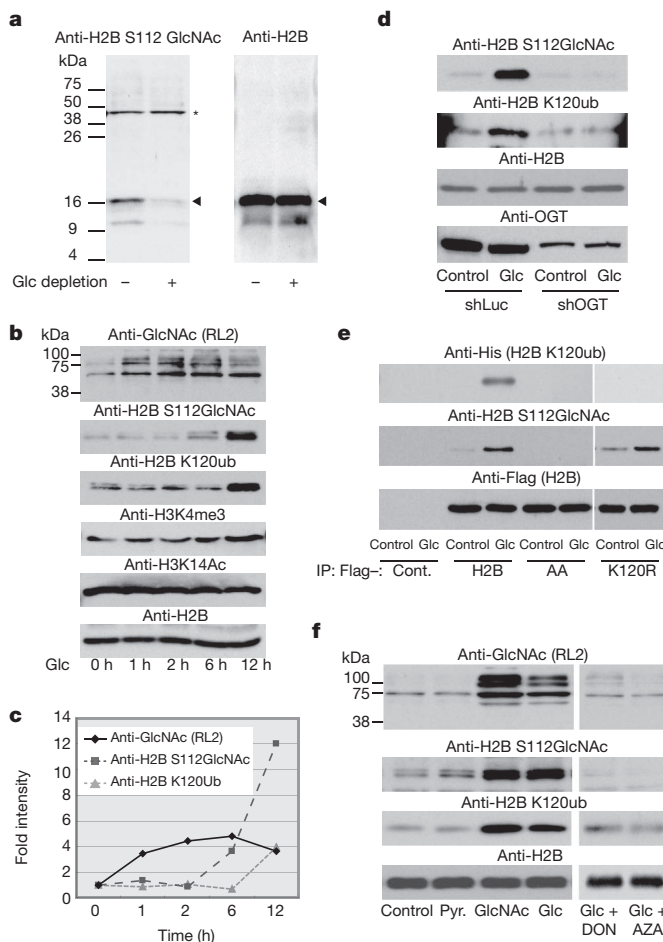 a
Anti-H2B S112 GlcNAc
Anti-H2B
kDa
75
50
38
26
16
9
4
*
Glc depletion – + – +
b
kDa
Anti-GlcNAc (RL2)
100
75
38
Anti-H2B S112GlcNAc
Anti-H2B K120ub
Anti-H3K4me3
Anti-H3K14Ac
Anti-H2B
Glc 0 h 1 h 2 h 6 h 12 h
c
14
12
10
8
6
4
2
0
Fold intensity
Anti-GlcNAc (RL2)
Anti-H2B S112GlcNAc
Anti-H2B K120Ub
0 1 2 6 12
Time (h)
d
Anti-H2B S112GlcNAc
Anti-H2B K120ub
Anti-H2B
Anti-OGT
Control Glc Control Glc
shLuc shOGT
e
Anti-His (H2B K120ub)
Anti-H2B S112GlcNAc
Anti-Flag (H2B)
Control Glc Control Glc Control Glc Control Glc
IP: Flag–: Cont. H2B AA K120R
f
kDa
Anti-GlcNAc (RL2)
100
75
38
Anti-H2B S112GlcNAc
Anti-H2B K120ub
Anti-H2B
Control Pyr. GlcNAc Glc Glc + DON Glc + AZA